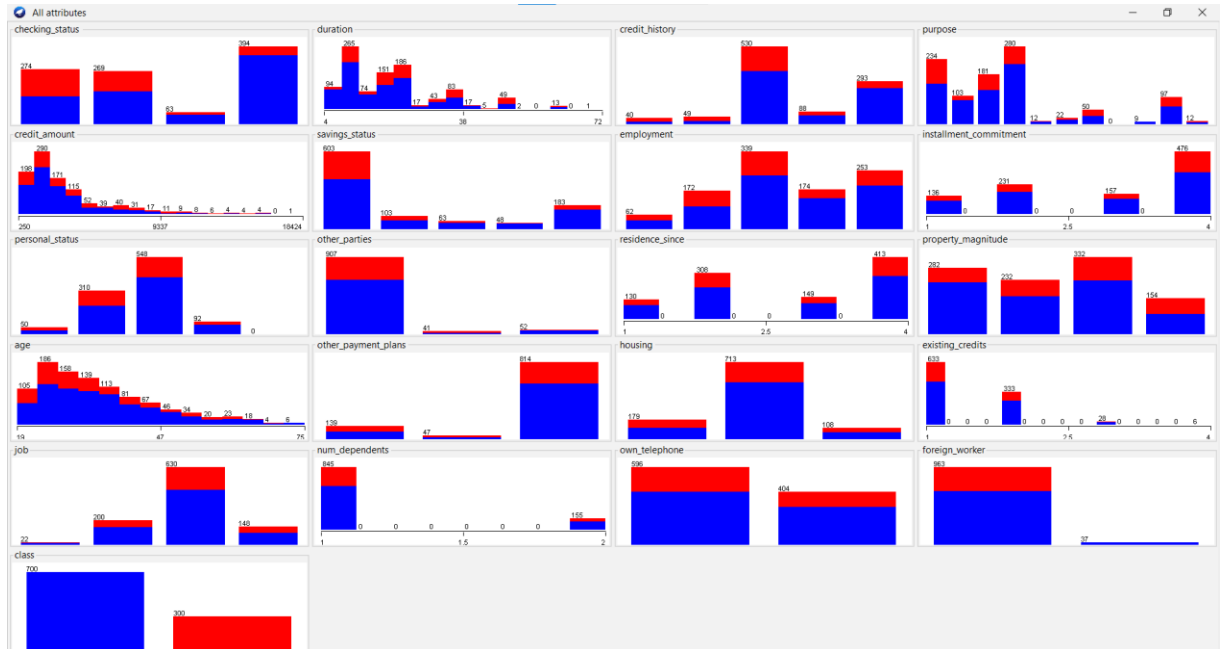 All attributes
checking_status
274 269 63 394
duration
94 265 74 151 186 17 43 83 17 5 49 2 0 13 0 1
4 38 72
credit_history
40 49 530 88 293
purpose
234 103 181 280 12 22 50 0 9 97 12
credit_amount
198 290 171 115 52 39 40 31 17 11 9 8 6 4 4 4 0 1
250 9337 18424
savings_status
603 103 63 48 183
employment
62 172 339 174 253
installment_commitment
136 0 231 0 0 157 0 476
1 2.5 4
personal_status
50 310 548 92 0
other_parties
907 41 52
residence_since
130 0 308 0 0 149 0 413
1 2.5 4
property_magnitude
282 232 332 154
age
105 186 158 139 113 81 67 46 34 20 23 18 4 6
19 47 75
other_payment_plans
139 47 814
housing
179 713 108
existing_credits
633 0 0 0 333 0 0 0 0 28 0 0 0 6
1 2.5 4
job
22 200 630 148
num_dependents
845 0 0 0 0 0 0 155
1 1.5 2
own_telephone
596 404
foreign_worker
963 37
class
700 300